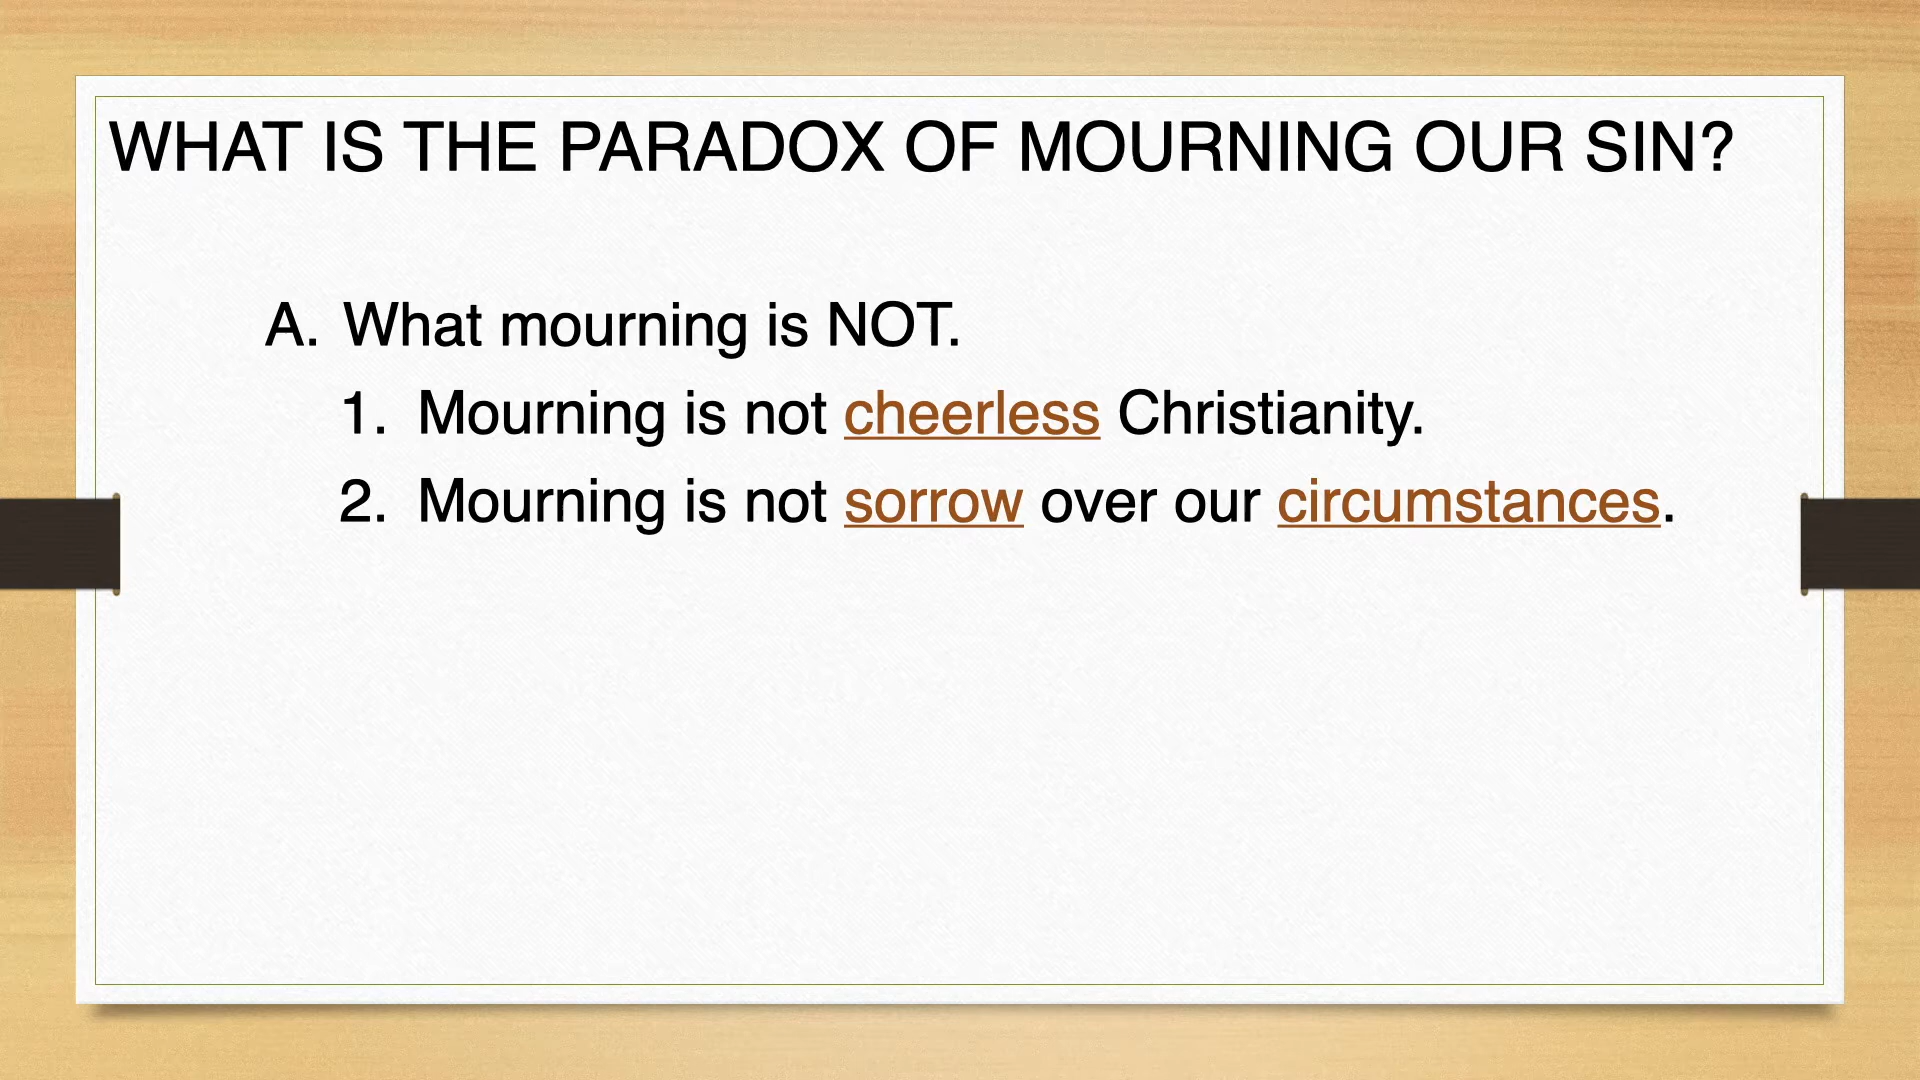 WHAT IS THE PARADOX OF MOURNING OUR SIN?
A. What mourning is NOT.
1. Mourning is not cheerless Christianity.
2. Mourning is not sorrow over our circumstances.